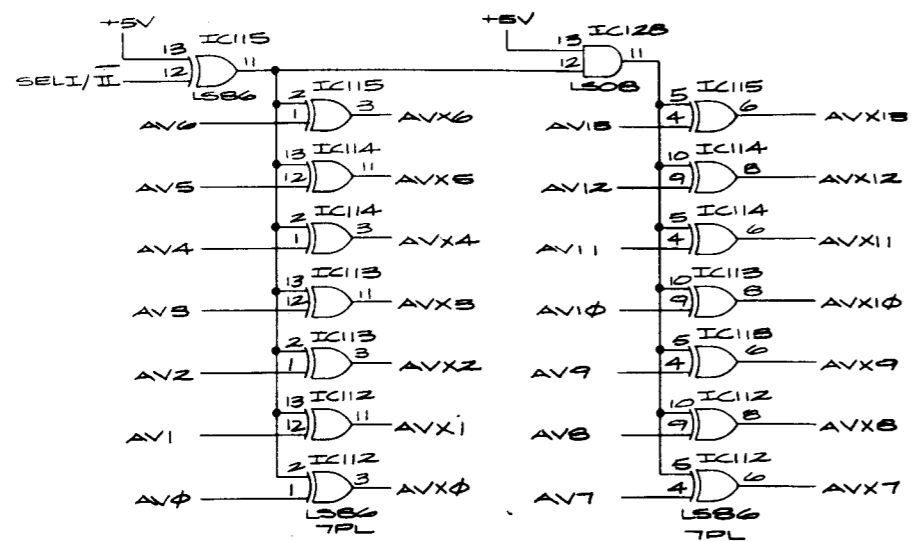 +5V
13 IC115
12 11
SELI/II
LS86
+5V
13 IC128
12 11
LS08
2 IC115
AV6 1 3 AVX6
13 IC114
AV5 12 11 AVX5
2 IC114
AV4 1 3 AVX4
13 IC113
AV3 12 11 AVX3
2 IC113
AV2 1 3 AVX2
13 IC112
AV1 12 11 AVX1
2 IC112
AVØ 1 3 AVXØ
LS86
7PL
5 IC115
AV13 4 6 AVX13
10 IC114
AV12 9 8 AVX12
5 IC114
AV11 4 6 AVX11
10 IC113
AV1Ø 9 8 AVX1Ø
5 IC113
AV9 4 6 AVX9
10 IC112
AV8 9 8 AVX8
5 IC112
AV7 4 6 AVX7
LS86
7PL